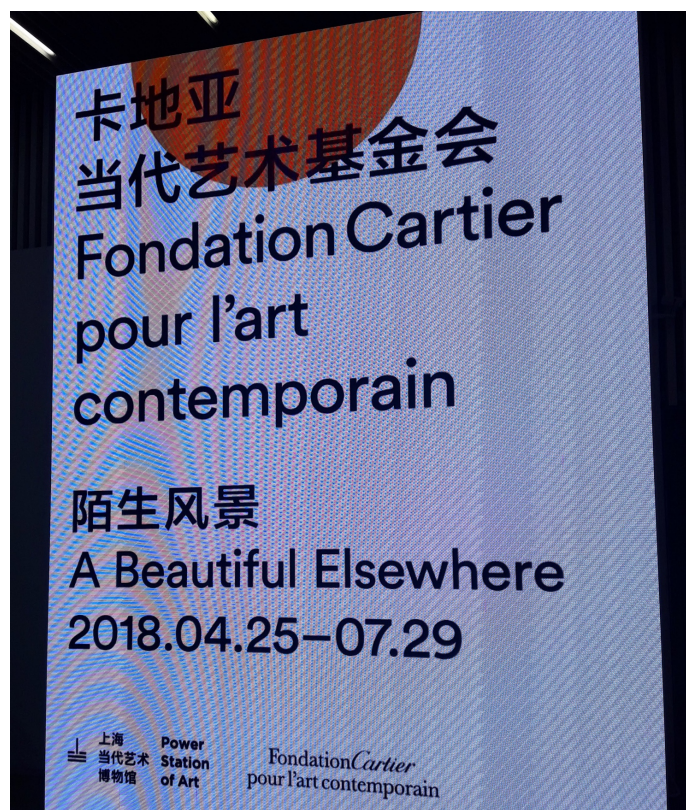 卡地亚
当代艺术基金会
Fondation Cartier
pour l’art
contemporain
陌生风景
A Beautiful Elsewhere
2018.04.25–07.29
上海
当代艺术
博物馆
Power
Station
of Art
Fondation Cartier
pour l’art contemporain